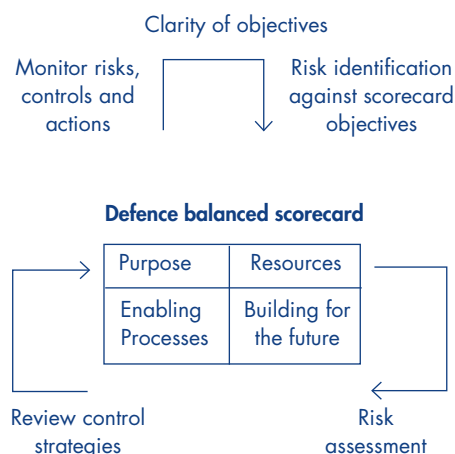 Clarity of objectives
Monitor risks,
controls and
actions
Risk identification
against scorecard
objectives
Defence balanced scorecard
Purpose
Resources
Enabling
Processes
Building for
the future
Review control
strategies
Risk
assessment